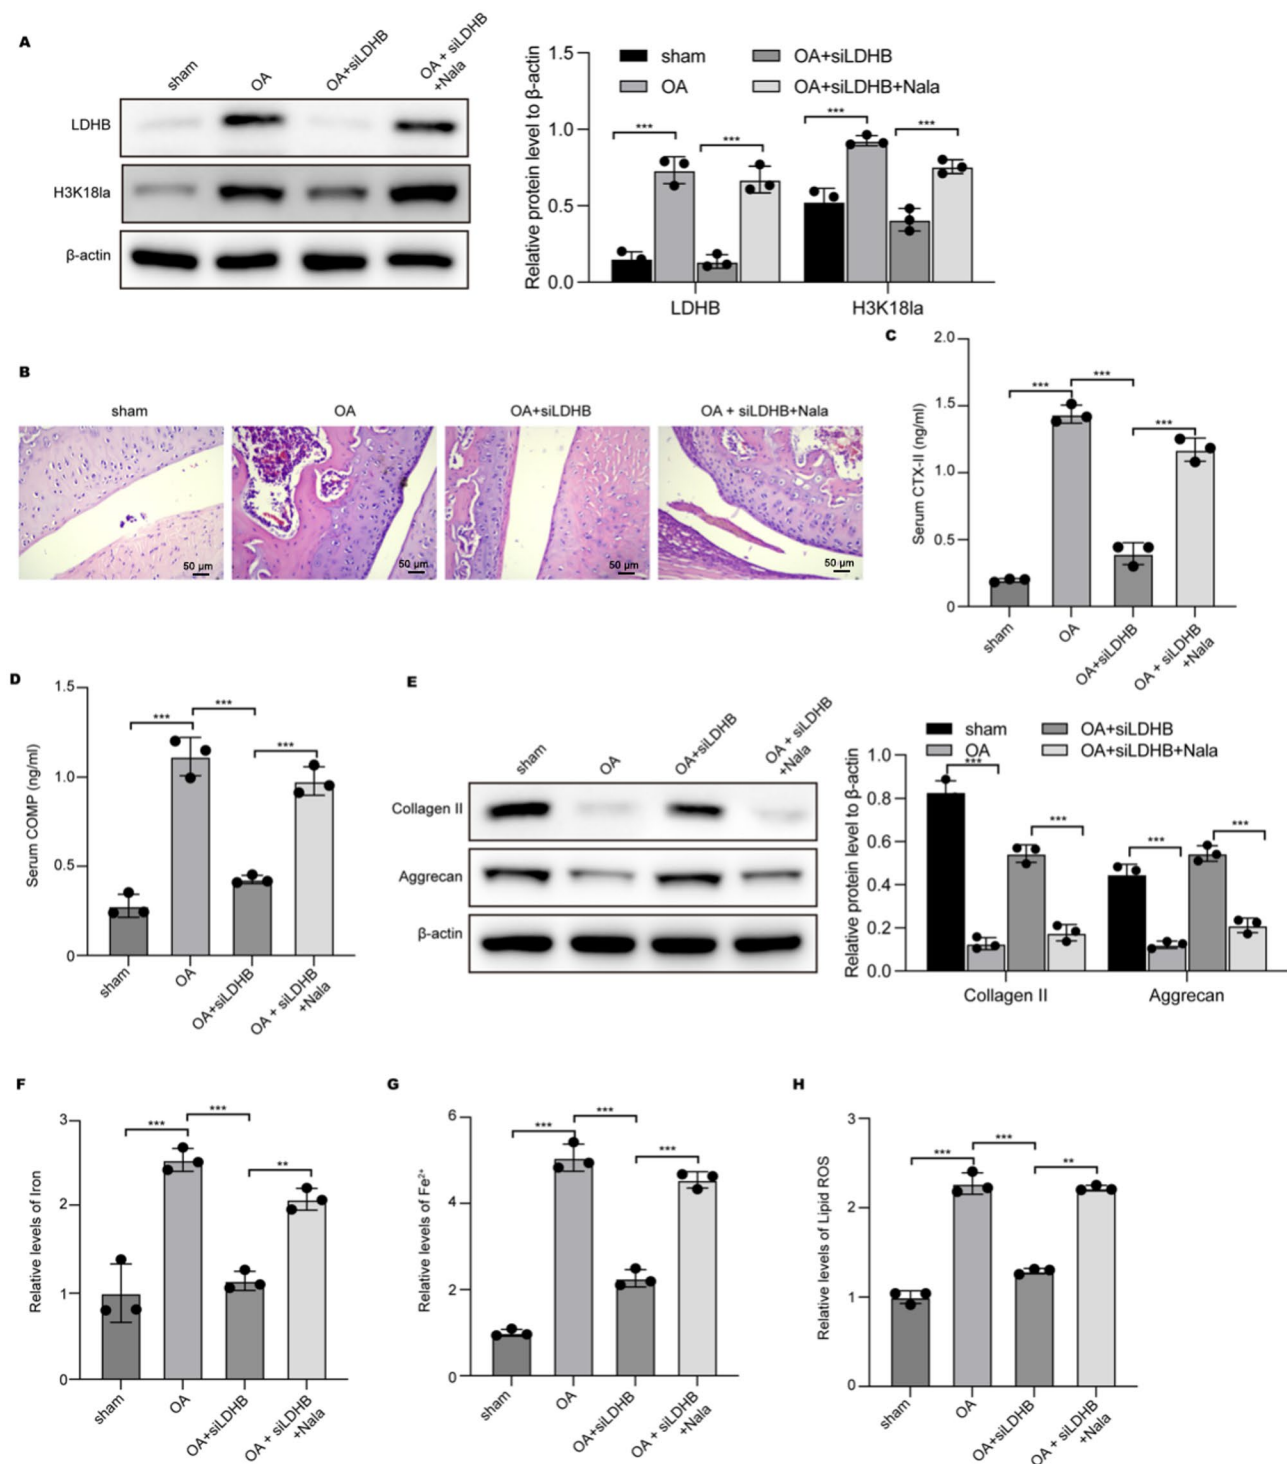 A
sham
OA
OA+siLDHB
OA + siLDHB
+Nala
LDHB
H3K18la
β-actin
Relative protein level to β-actin
1.5
1.0
0.5
0.0
sham
OA+siLDHB
OA
OA+siLDHB+Nala
***
***
***
***
LDHB
H3K18la
B
sham
OA
OA+siLDHB
OA + siLDHB+Nala
50 μm
50 μm
50 μm
50 μm
C
Serum CTX-II (ng/ml)
2.0
1.5
1.0
0.5
0
***
***
***
sham
OA
OA+siLDHB
OA + siLDHB
+Nala
D
Serum COMP (ng/ml)
1.5
1.0
0.5
0
***
***
***
sham
OA
OA+siLDHB
OA + siLDHB
+Nala
E
sham
OA
OA+siLDHB
OA + siLDHB
+Nala
Collagen II
Aggrecan
β-actin
Relative protein level to β-actin
1.0
0.8
0.6
0.4
0.2
0.0
sham
OA+siLDHB
OA
OA+siLDHB+Nala
***
***
***
***
Collagen II
Aggrecan
F
Relative levels of Iron
3
2
1
0
***
***
**
sham
OA
OA+siLDHB
OA + siLDHB
+Nala
G
Relative levels of Fe²⁺
6
4
2
0
***
***
***
sham
OA
OA+siLDHB
OA + siLDHB
+Nala
H
Relative levels of Lipid ROS
3
2
1
0
***
***
**
sham
OA
OA+siLDHB
OA + siLDHB
+Nala